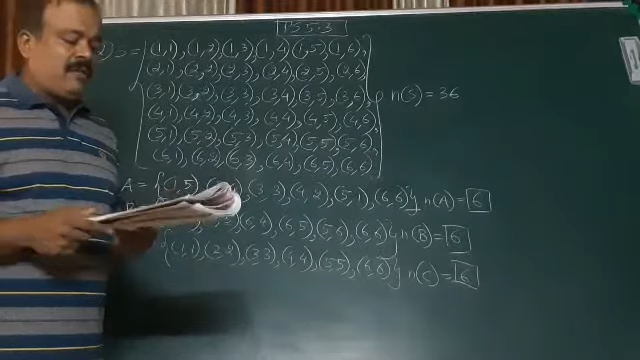 P.S 5.3
S = {(1,1), (1,2) (1,3) (1,4) (1,5) (1,6),
(2,1), (2,2) (2,3) (2,4) (2,5), (2,6),
(3,1) (3,2), (3,3) (3,4) (3,5), (3,6), n(S) = 36
(4,1) (4,2) (4,3) (4,4) (4,5), (4,6),
(5,1) (5,2) (5,3) (5,4) (5,5) (5,6),
(6,1) (6,2) (6,3), (6,4) (6,5) (6,6)}
A = {(1,5), (3,3) (4,2), (5,1), (6,6)} n(A) = 6
B (6,4), (6,5) (5,6), (6,6)} n(B) = 6
{(1,1) (2,2), (3,3), (4,4), (5,5), (6,6)} n(C) = 6